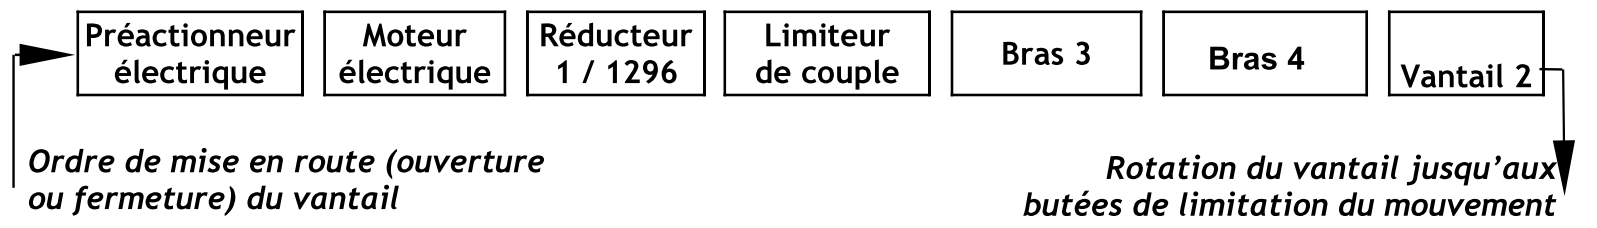 Préactionneur
électrique
Moteur
électrique
Réducteur
1 / 1296
Limiteur
de couple
Bras 3
Bras 4
Vantail 2
Ordre de mise en route (ouverture
ou fermeture) du vantail
Rotation du vantail jusqu’aux
butées de limitation du mouvement